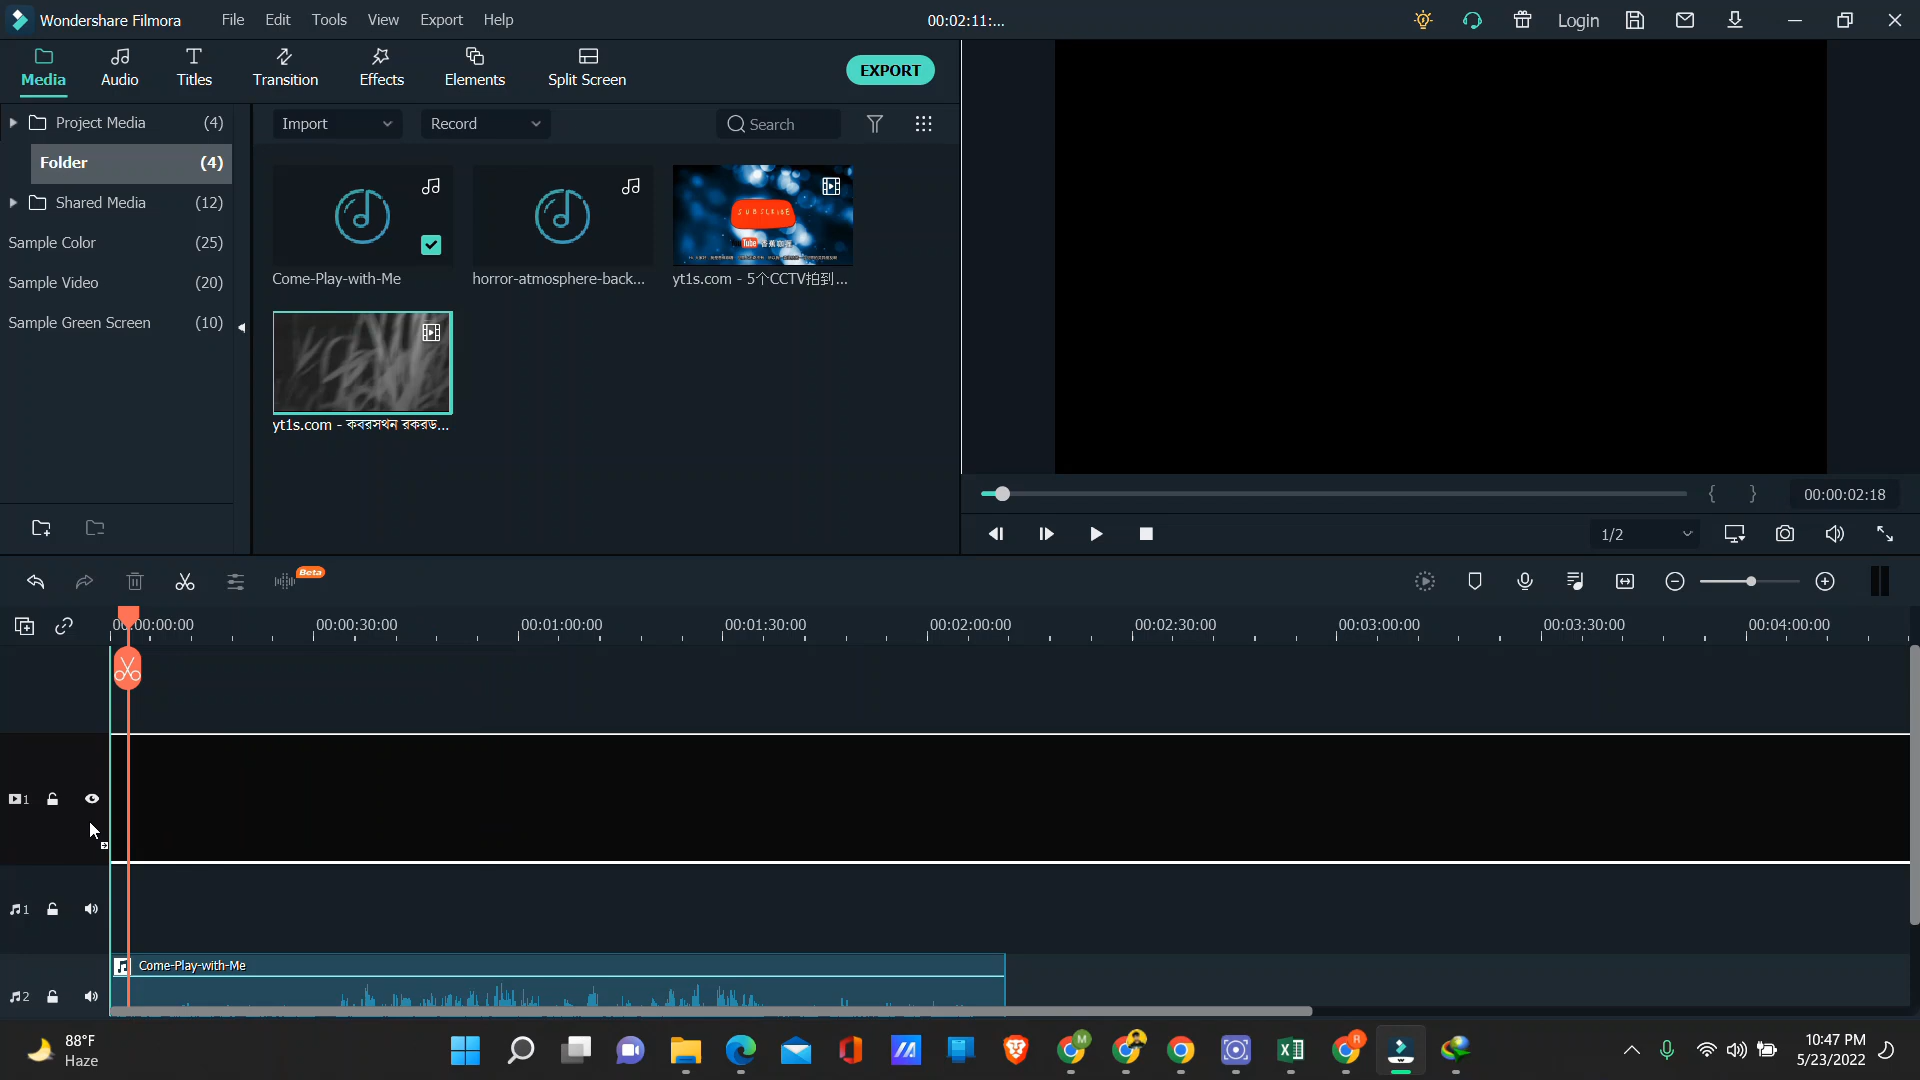 Wondershare Filmora File Edit Tools View Export Help 00:02:11:... Login
Media Audio Titles Transition Effects Elements Split Screen EXPORT
Project Media (4)
Folder (4)
Shared Media (12)
Sample Color (25)
Sample Video (20)
Sample Green Screen (10)
Import Record Search
SUBSCRIBE
Come-Play-with-Me horror-atmosphere-back... yt1s.com - 5个CCTV拍到...
yt1s.com - কবরসথন রকরড...
00:00:02:18
1/2
Beta
00:00:00:00 00:00:30:00 00:01:00:00 00:01:30:00 00:02:00:00 00:02:30:00 00:03:00:00 00:03:30:00 00:04:00:00
1
1
Come-Play-with-Me
2
88°F
Haze
M
R
10:47 PM
5/23/2022